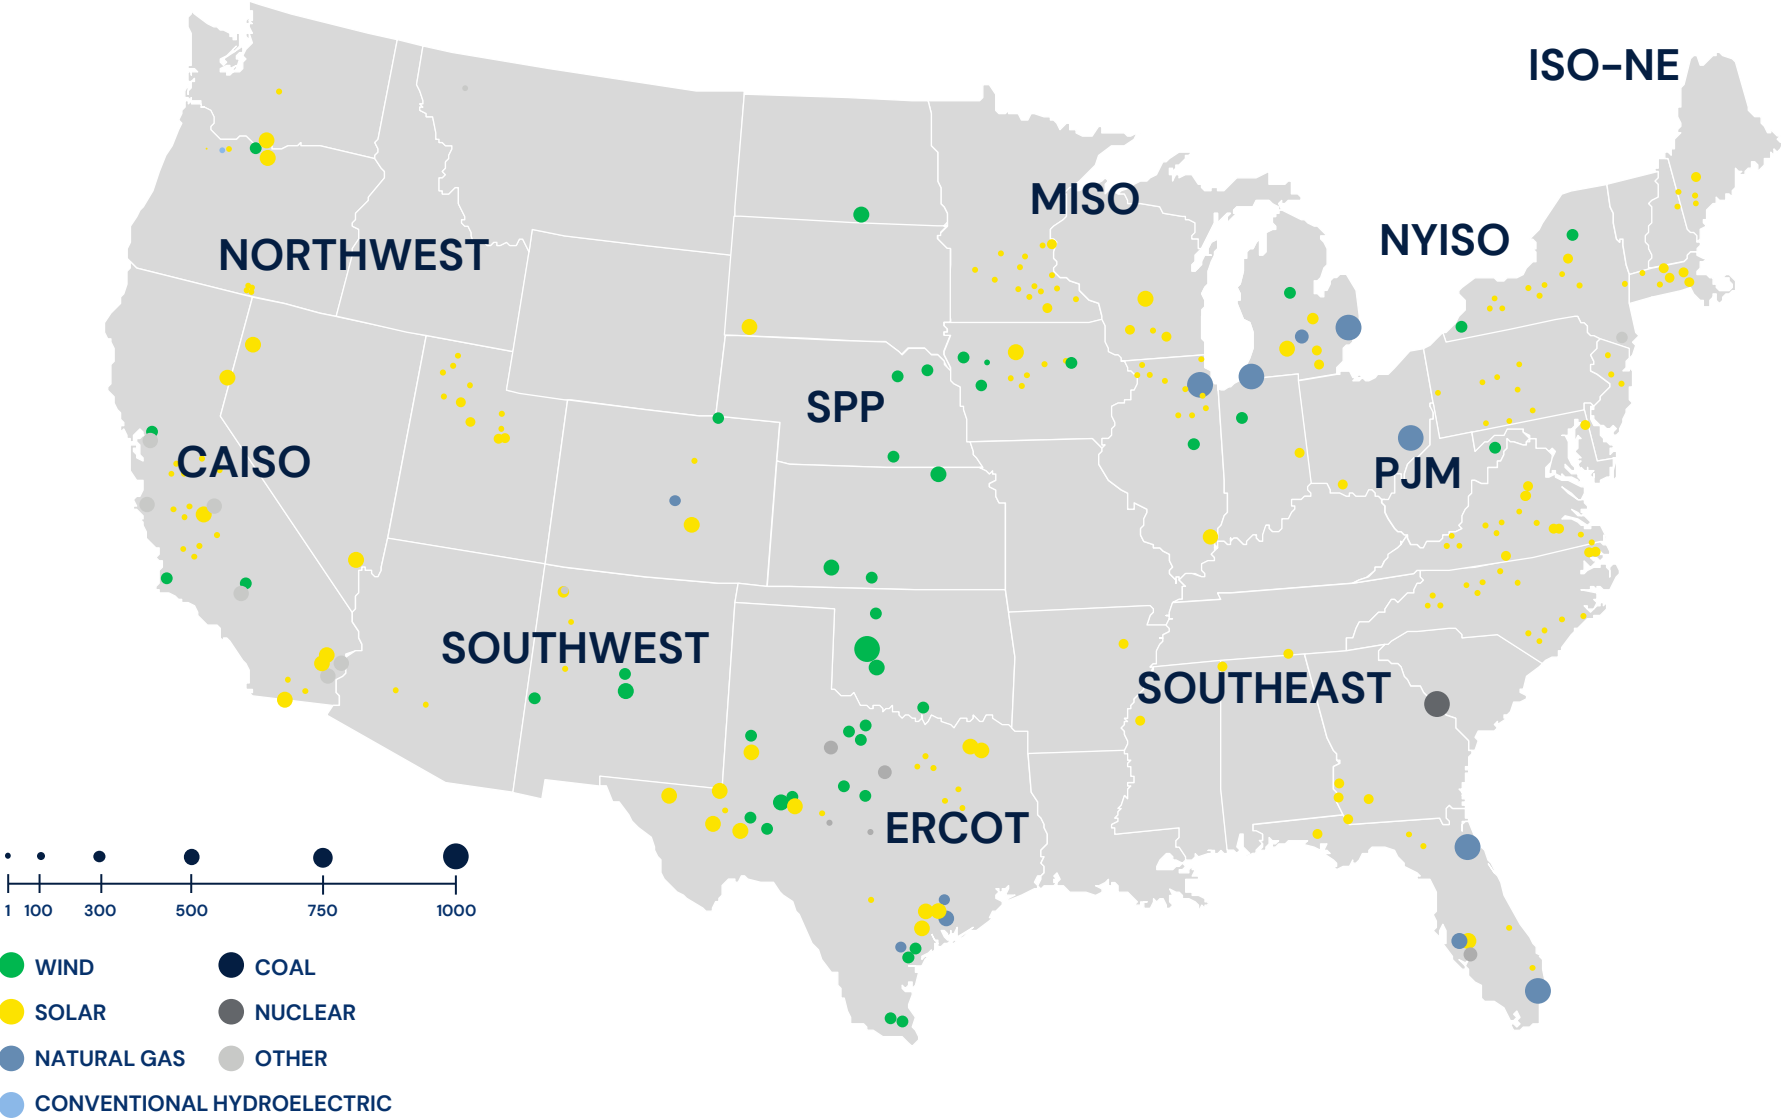 ISO–NE
MISO
NYISO
NORTHWEST
SPP
CAISO
PJM
SOUTHWEST
SOUTHEAST
ERCOT
1 100 300 500 750 1000
WIND COAL
SOLAR NUCLEAR
NATURAL GAS OTHER
CONVENTIONAL HYDROELECTRIC